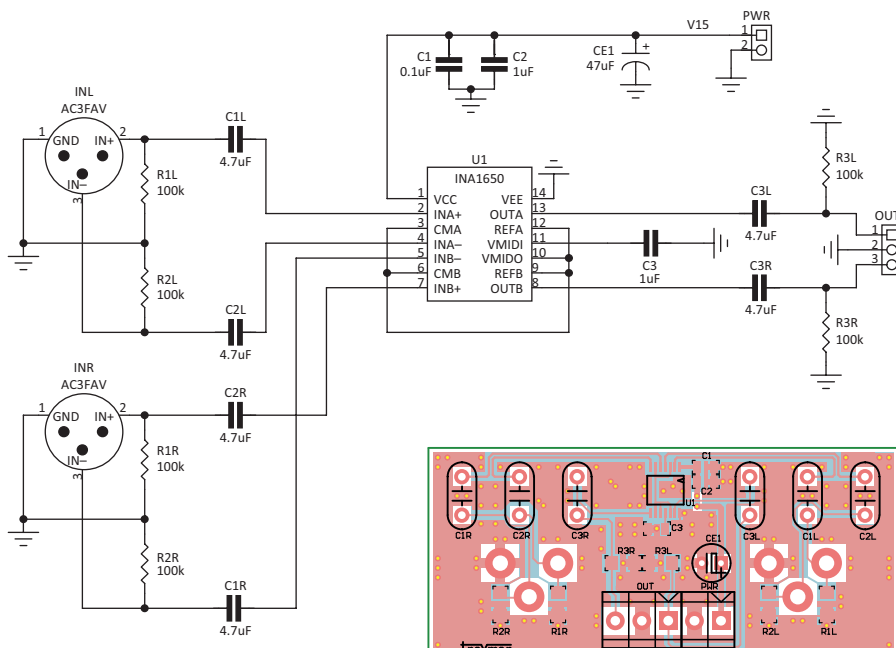 PWR
V15
1
2
C1
0.1uF
C2
1uF
CE1
47uF
+
INL
AC3FAV
1
GND
IN+
2
IN−
3
C1L
4.7uF
R1L
100k
R2L
100k
C2L
4.7uF
U1
INA1650
1
VCC
VEE
14
2
INA+
OUTA
13
3
CMA
REFA
12
4
INA−
VMIDI
11
5
INB−
VMIDO
10
6
CMB
REFB
9
7
INB+
OUTB
8
C3
1uF
C3L
4.7uF
C3R
4.7uF
R3L
100k
OUT
1
2
3
R3R
100k
INR
AC3FAV
1
GND
IN+
2
IN−
3
C2R
4.7uF
R1R
100k
R2R
100k
C1R
4.7uF
C1
C2
U1
C3
C1R
C2R
C3R
C3L
C1L
C2L
CE1
R3R
R3L
PWR
OUT
R2R
R1R
R2L
R1L